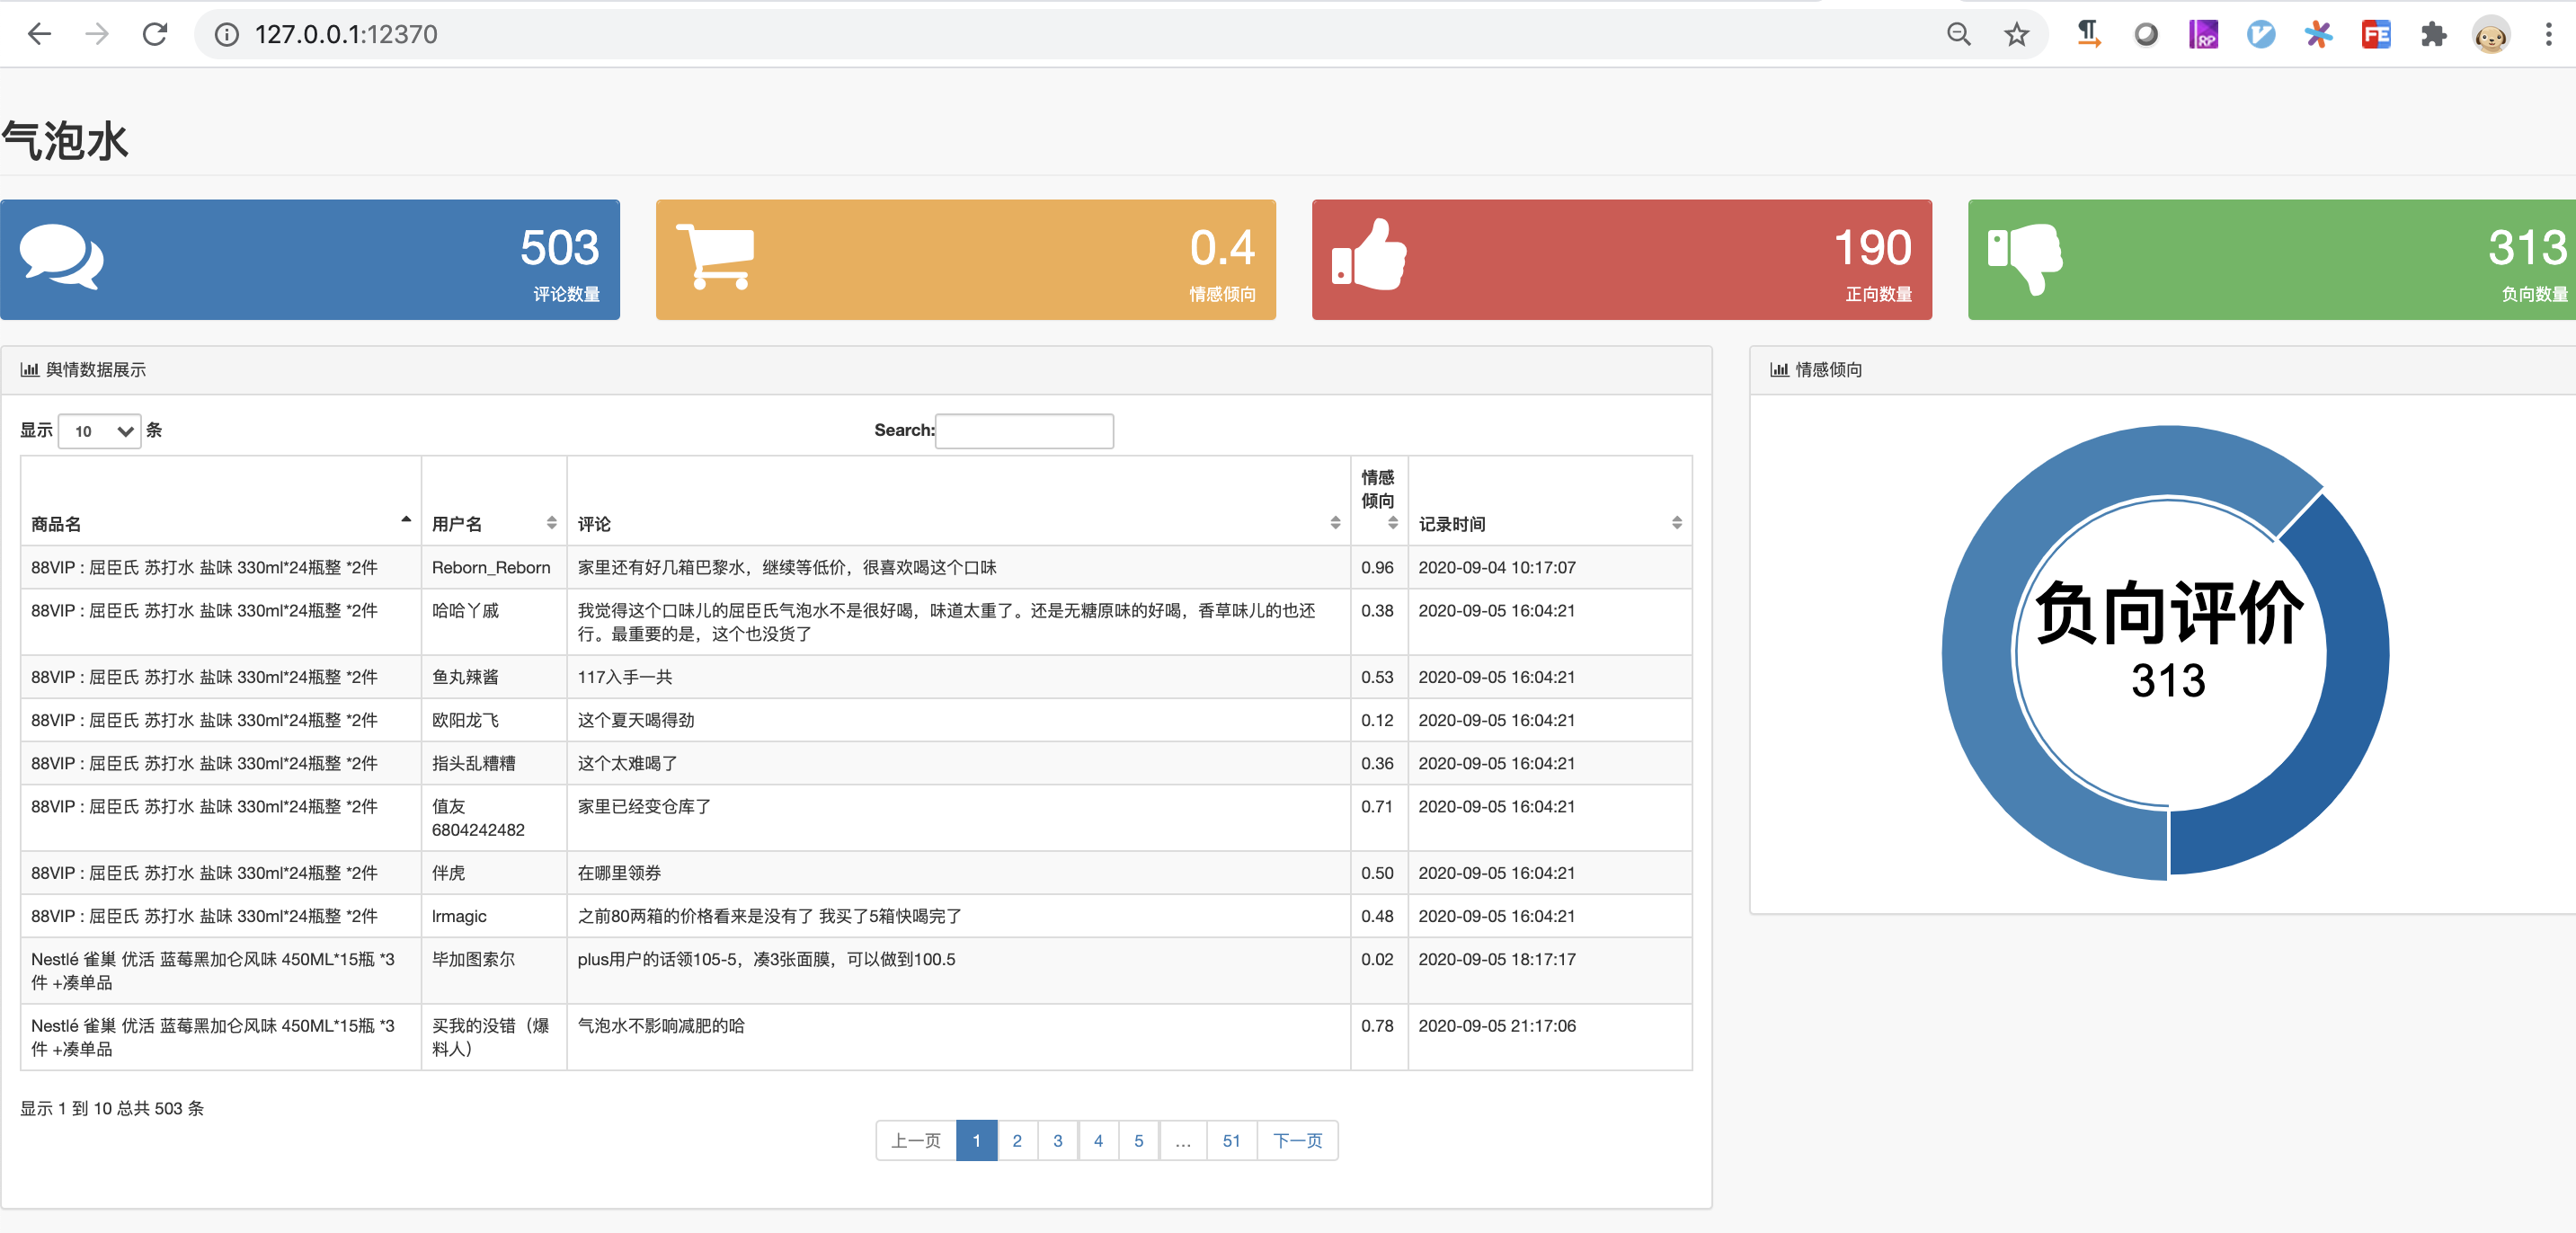 127.0.0.1:12370
RP
FE
气泡水
503
评论数量
0.4
情感倾向
190
正向数量
313
负向数量
舆情数据展示
显示 10 条
Search:
商品名 用户名 评论 情感倾向 记录时间
88VIP : 屈臣氏 苏打水 盐味 330ml*24瓶整 *2件 Reborn_Reborn 家里还有好几箱巴黎水，继续等低价，很喜欢喝这个口味 0.96 2020-09-04 10:17:07
88VIP : 屈臣氏 苏打水 盐味 330ml*24瓶整 *2件 哈哈丫戚 我觉得这个口味儿的屈臣氏气泡水不是很好喝，味道太重了。还是无糖原味的好喝，香草味儿的也还
行。最重要的是，这个也没货了 0.38 2020-09-05 16:04:21
88VIP : 屈臣氏 苏打水 盐味 330ml*24瓶整 *2件 鱼丸辣酱 117入手一共 0.53 2020-09-05 16:04:21
88VIP : 屈臣氏 苏打水 盐味 330ml*24瓶整 *2件 欧阳龙飞 这个夏天喝得劲 0.12 2020-09-05 16:04:21
88VIP : 屈臣氏 苏打水 盐味 330ml*24瓶整 *2件 指头乱糟糟 这个太难喝了 0.36 2020-09-05 16:04:21
88VIP : 屈臣氏 苏打水 盐味 330ml*24瓶整 *2件 值友
6804242482 家里已经变仓库了 0.71 2020-09-05 16:04:21
88VIP : 屈臣氏 苏打水 盐味 330ml*24瓶整 *2件 伴虎 在哪里领券 0.50 2020-09-05 16:04:21
88VIP : 屈臣氏 苏打水 盐味 330ml*24瓶整 *2件 lrmagic 之前80两箱的价格看来是没有了 我买了5箱快喝完了 0.48 2020-09-05 16:04:21
Nestlé 雀巢 优活 蓝莓黑加仑风味 450ML*15瓶 *3
件 +凑单品 毕加图索尔 plus用户的话领105-5，凑3张面膜，可以做到100.5 0.02 2020-09-05 18:17:17
Nestlé 雀巢 优活 蓝莓黑加仑风味 450ML*15瓶 *3
件 +凑单品 买我的没错（爆
料人） 气泡水不影响减肥的哈 0.78 2020-09-05 21:17:06
显示 1 到 10 总共 503 条
上一页 1 2 3 4 5 … 51 下一页
情感倾向
负向评价
313